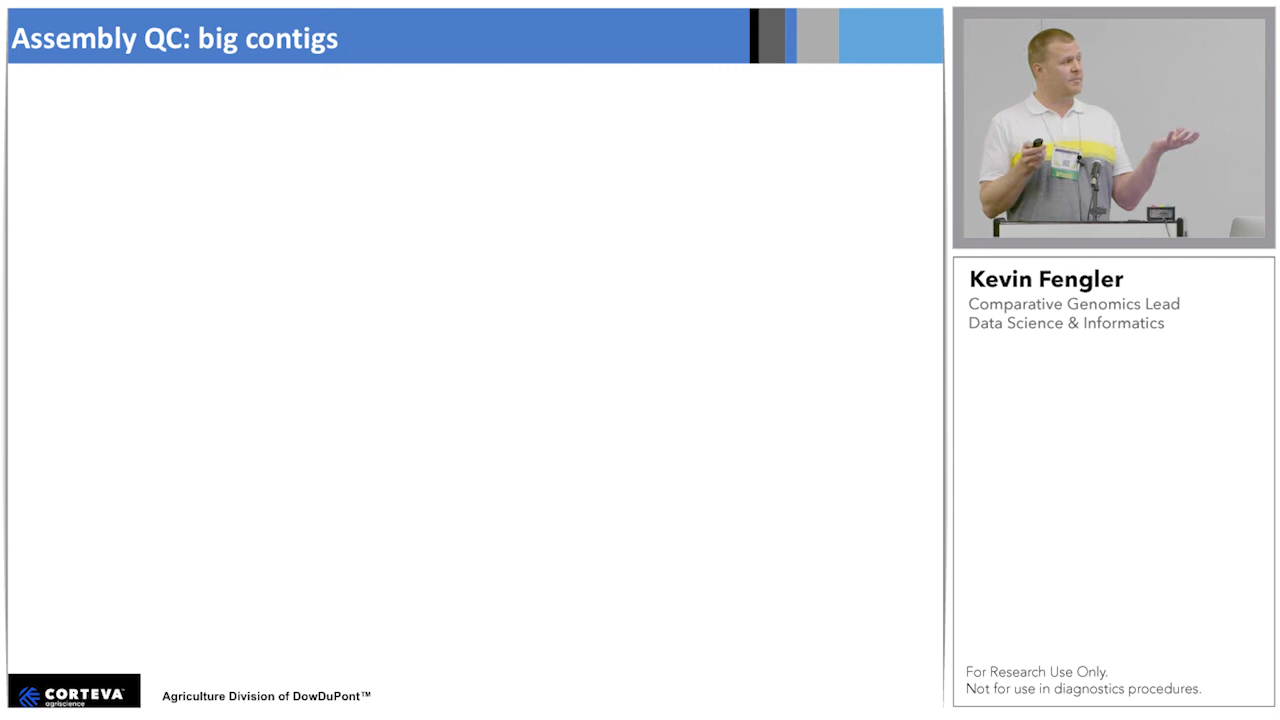 Assembly QC: big contigs
Kevin Fengler
Comparative Genomics Lead
Data Science & Informatics
For Research Use Only.
Not for use in diagnostics procedures.
CORTEVA™
agriscience
Agriculture Division of DowDuPont™